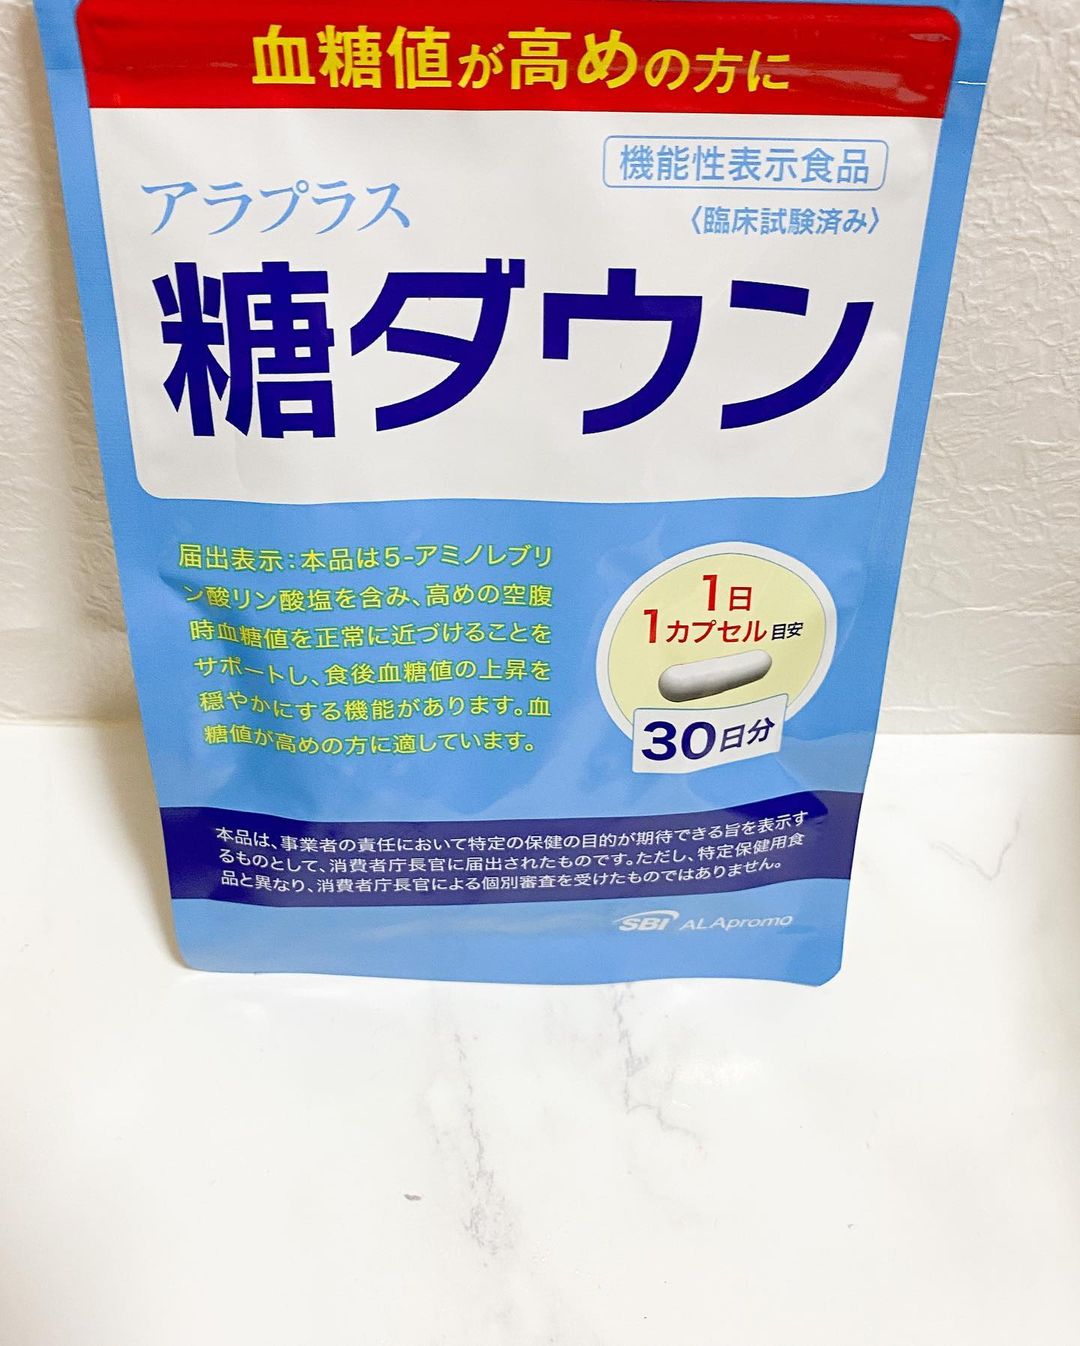 血糖値が高めの方に
機能性表示食品
〈臨床試験済み〉
アラプラス
糖ダウン
届出表示：本品は5-アミノレブリ
ン酸リン酸塩を含み、高めの空腹
時血糖値を正常に近づけることを
サポートし、食後血糖値の上昇を
穏やかにする機能があります。血
糖値が高めの方に適しています。
1日
1カプセル目安
30日分
本品は、事業者の責任において特定の保健の目的が期待できる旨を表示す
るものとして、消費者庁長官に届出されたものです。ただし、特定保健用食
品と異なり、消費者庁長官による個別審査を受けたものではありません。
SBI ALApromo